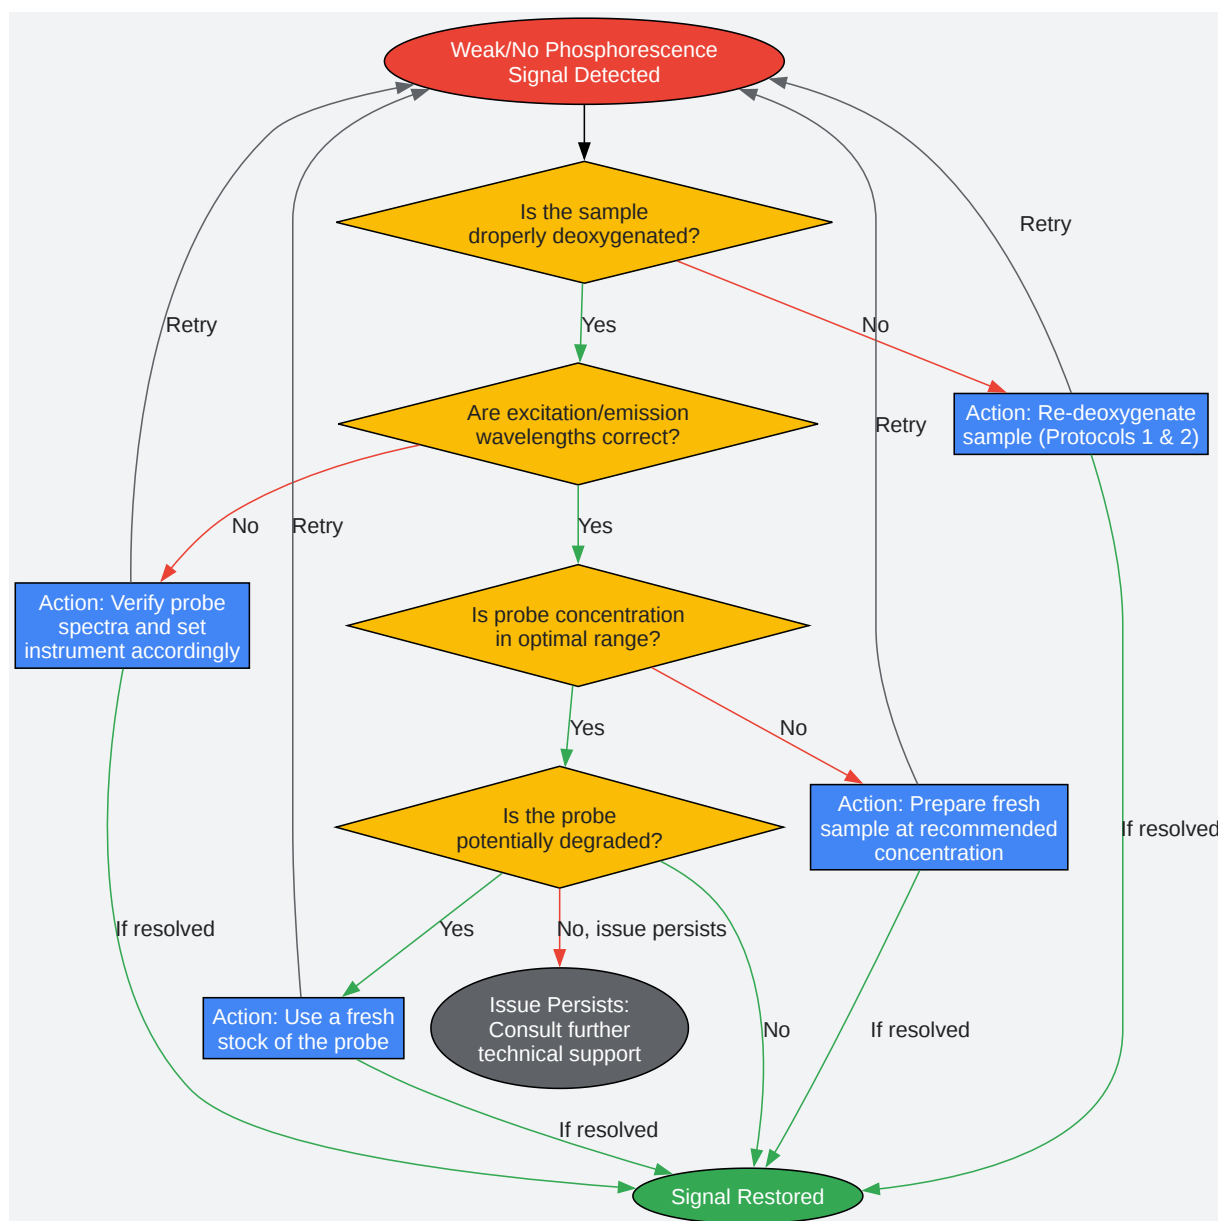 Weak/No Phosphorescence
Signal Detected
Is the sample
droperly deoxygenated?
Retry
Yes
No
Retry
Are excitation/emission
wavelengths correct?
Action: Re-deoxygenate
sample (Protocols 1 & 2)
Retry
No
Retry
Yes
Action: Verify probe
spectra and set
instrument accordingly
Is probe concentration
in optimal range?
Yes
No
Is the probe
potentially degraded?
Action: Prepare fresh
sample at recommended
concentration
If resolved
If resolved
Yes
No, issue persists
Action: Use a fresh
stock of the probe
Issue Persists:
Consult further
technical support
No
If resolved
If resolved
Signal Restored